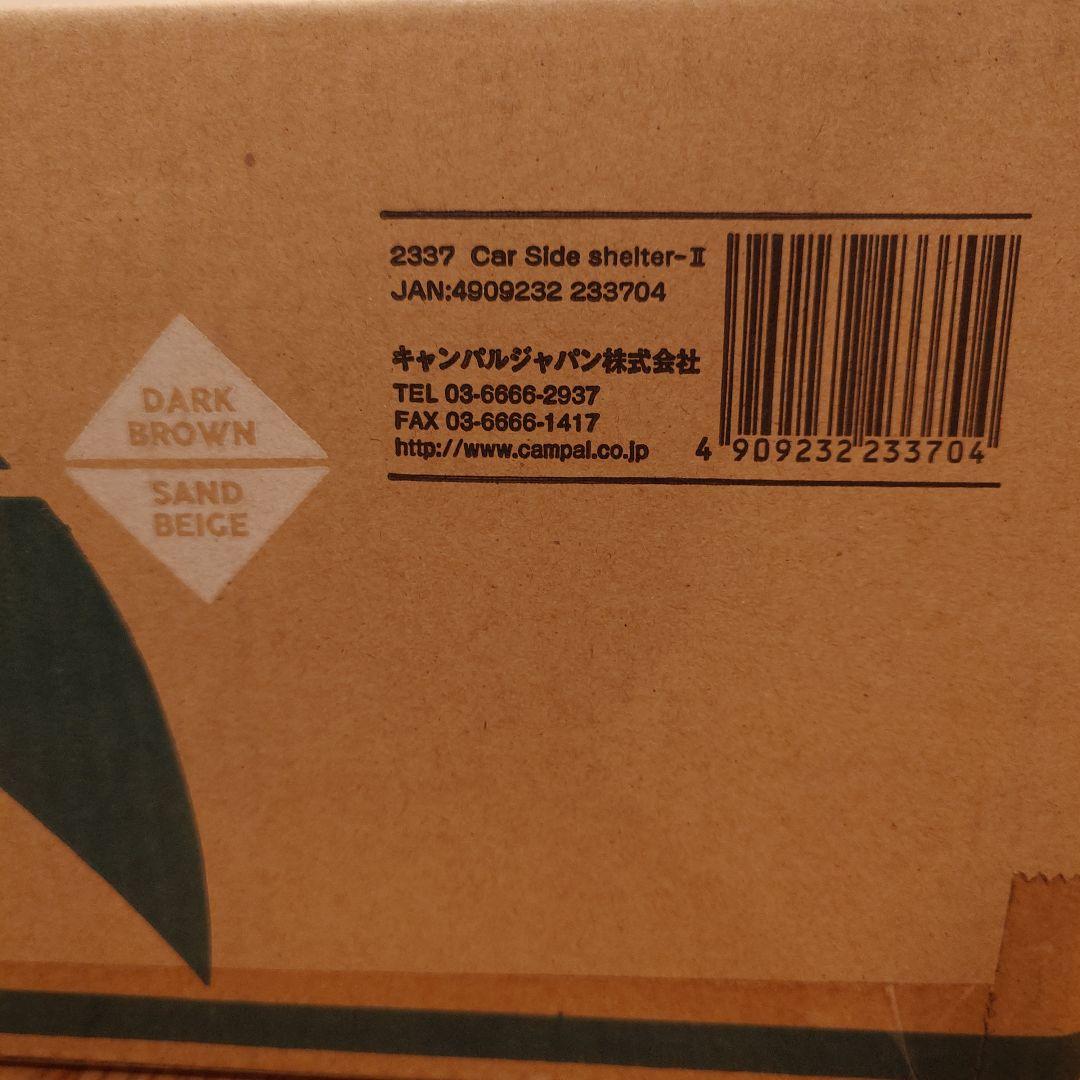 2337 Car Side shelter-Ⅱ
JAN:4909232 233704
キャンパルジャパン株式会社
TEL 03-6666-2937
FAX 03-6666-1417
http://www.campal.co.jp
4 909232 233704
DARK
BROWN
SAND
BEIGE